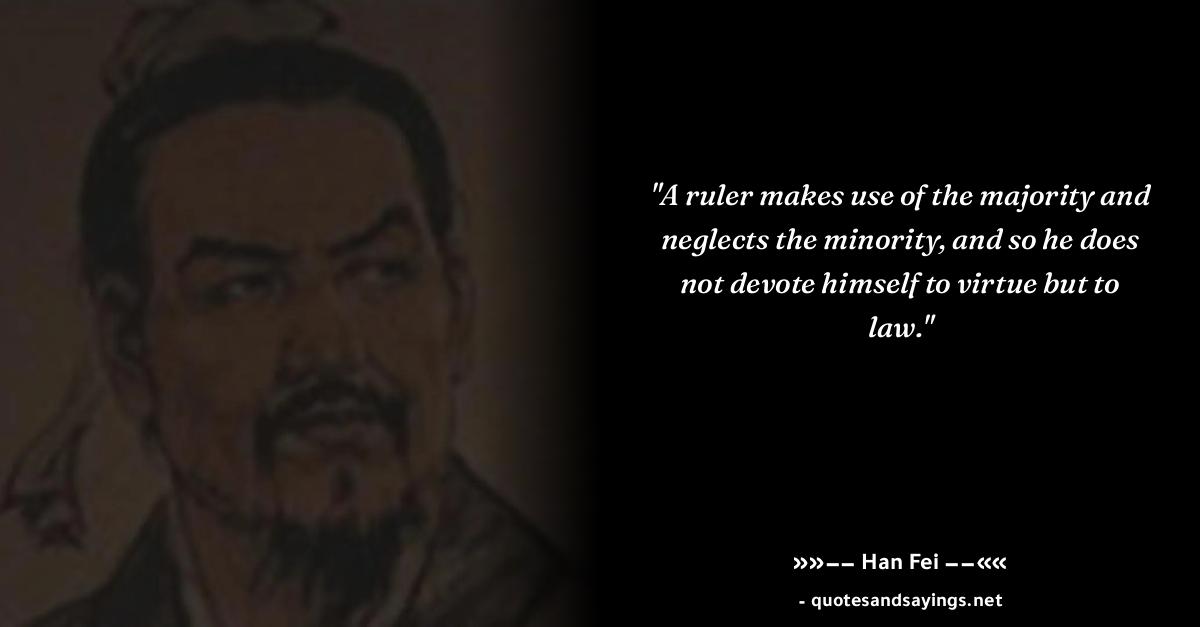 "A ruler makes use of the majority and
neglects the minority, and so he does
not devote himself to virtue but to
law."
»»-- Han Fei --««
- quotesandsayings.net